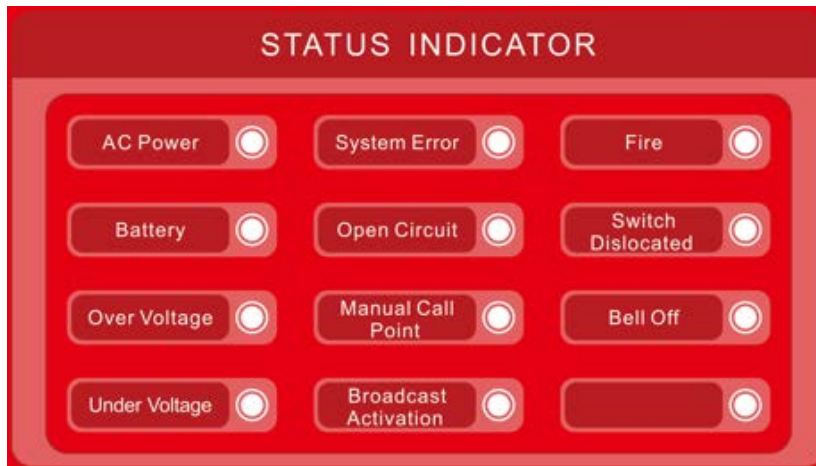 STATUS INDICATOR
AC Power
System Error
Fire
Battery
Open Circuit
Switch
Dislocated
Over Voltage
Manual Call
Point
Bell Off
Under Voltage
Broadcast
Activation